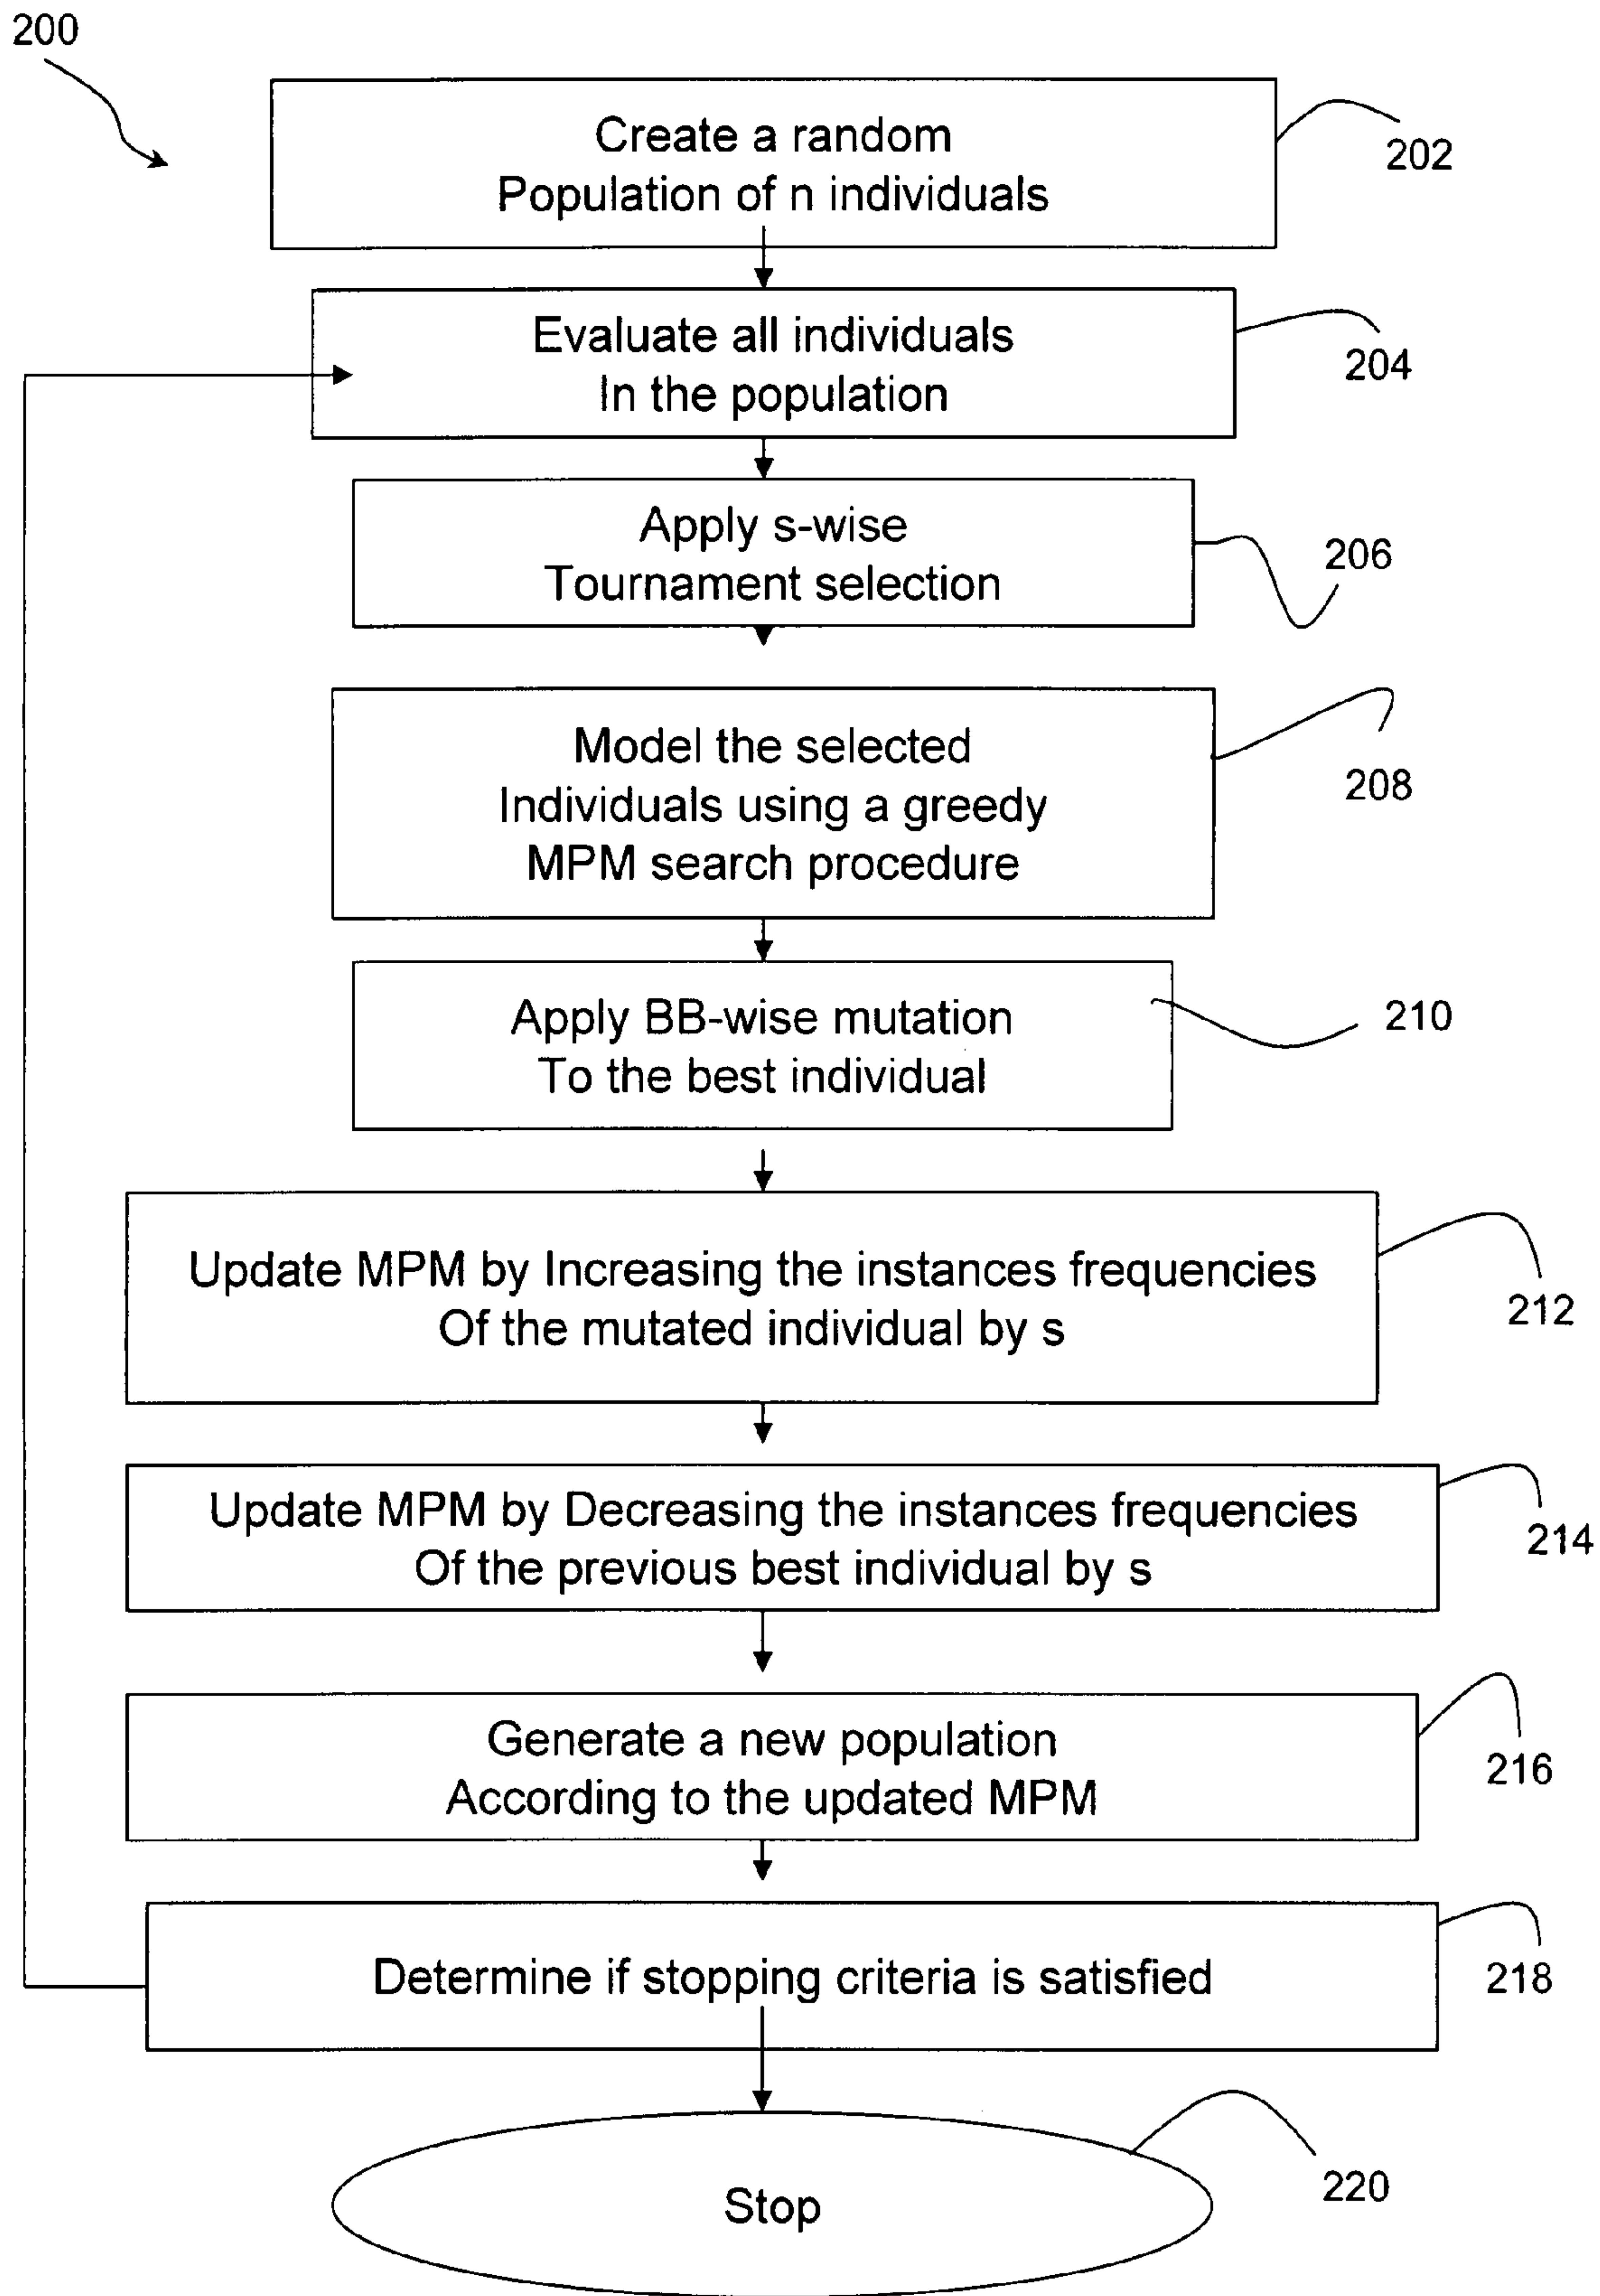 200
Create a random
Population of n individuals
202
Evaluate all individuals
In the population
204
Apply s-wise
Tournament selection
206
Model the selected
Individuals using a greedy
MPM search procedure
208
Apply BB-wise mutation
To the best individual
210
Update MPM by Increasing the instances frequencies
Of the mutated individual by s
212
Update MPM by Decreasing the instances frequencies
Of the previous best individual by s
214
Generate a new population
According to the updated MPM
216
Determine if stopping criteria is satisfied
218
Stop
220